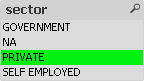 sector
GOVERNMENT
NA
PRIVATE
SELF EMPLOYED